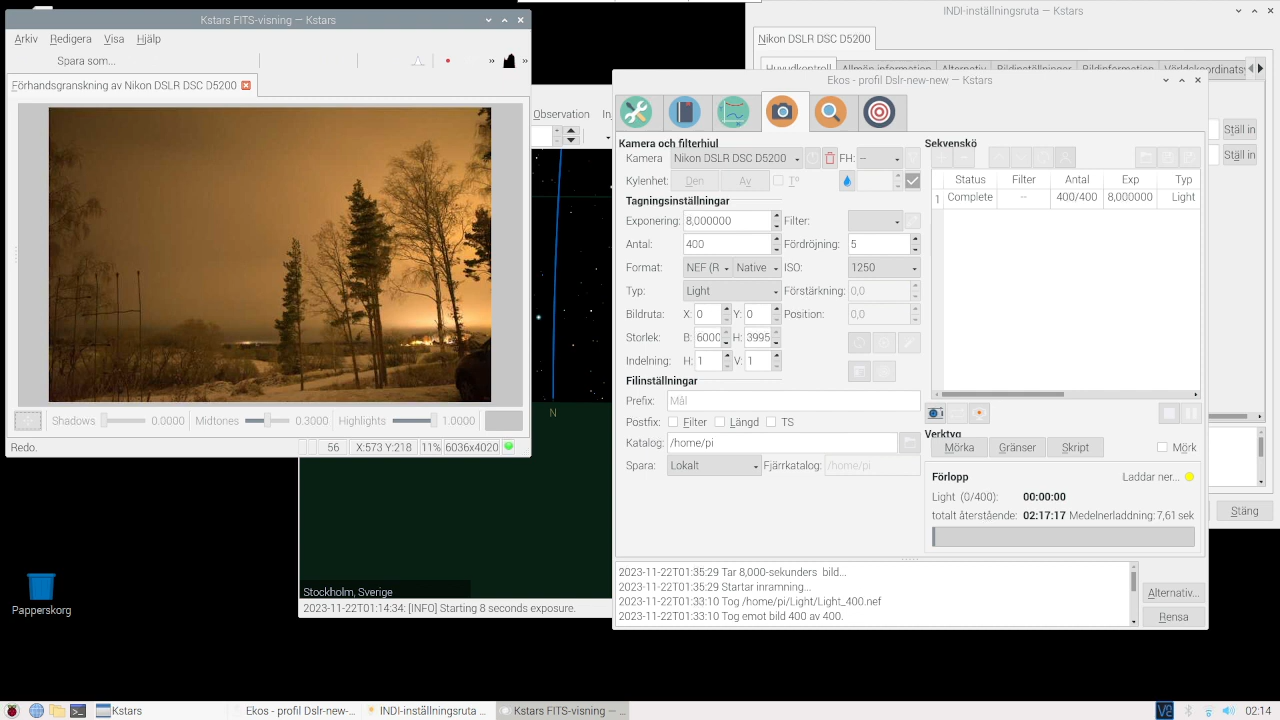 Kstars FITS-visning — Kstars
Arkiv Redigera Visa Hjälp
Spara som...
Förhandsgranskning av Nikon DSLR DSC D5200
Shadows 0.0000 Midtones 0.3000 Highlights 1.0000
Redo. 56 X:573 Y:218 11% 6036x4020
Observation
N
Stockholm, Sverige
2023-11-22T01:14:34: [INFO] Starting 8 seconds exposure.
INDI-inställningsruta — Kstars
Nikon DSLR DSC D5200
Huvudkontroll Allmän information Alternativ Bildinställningar Bildinformation Världskoordinatsy
Ställ in
Ställ in
Stäng
Ekos - profil Dslr-new-new — Kstars
Kamera och filterhjul
Kamera Nikon DSLR DSC D5200 FH: --
Kylenhet: Den Av T°
Tagningsinställningar
Exponering: 8,000000 Filter:
Antal: 400 Fördröjning: 5
Format: NEF (R Native ISO: 1250
Typ: Light Förstärkning: 0,0
Bildruta: X: 0 Y: 0 Position: 0,0
Storlek: B: 6000 H: 3995
Indelning: H: 1 V: 1
Filinställningar
Prefix: Mål
Postfix: Filter Längd TS
Katalog: /home/pi
Spara: Lokalt Fjärrkatalog: /home/pi
Sekvenskö
Status Filter Antal Exp Typ
1 Complete -- 400/400 8,000000 Light
Verktyg
Mörka Gränser Skript Mörk
Förlopp Laddar ner...
Light (0/400): 00:00:00
totalt återstående: 02:17:17 Medelnerladdning: 7,61 sek
2023-11-22T01:35:29 Tar 8,000-sekunders bild...
2023-11-22T01:35:29 Startar inramning...
2023-11-22T01:33:10 Tog /home/pi/Light/Light_400.nef
2023-11-22T01:33:10 Tog emot bild 400 av 400.
Alternativ...
Rensa
Papperskorg
Kstars Ekos - profil Dslr-new-... INDI-inställningsruta ... Kstars FITS-visning — ... 02:14